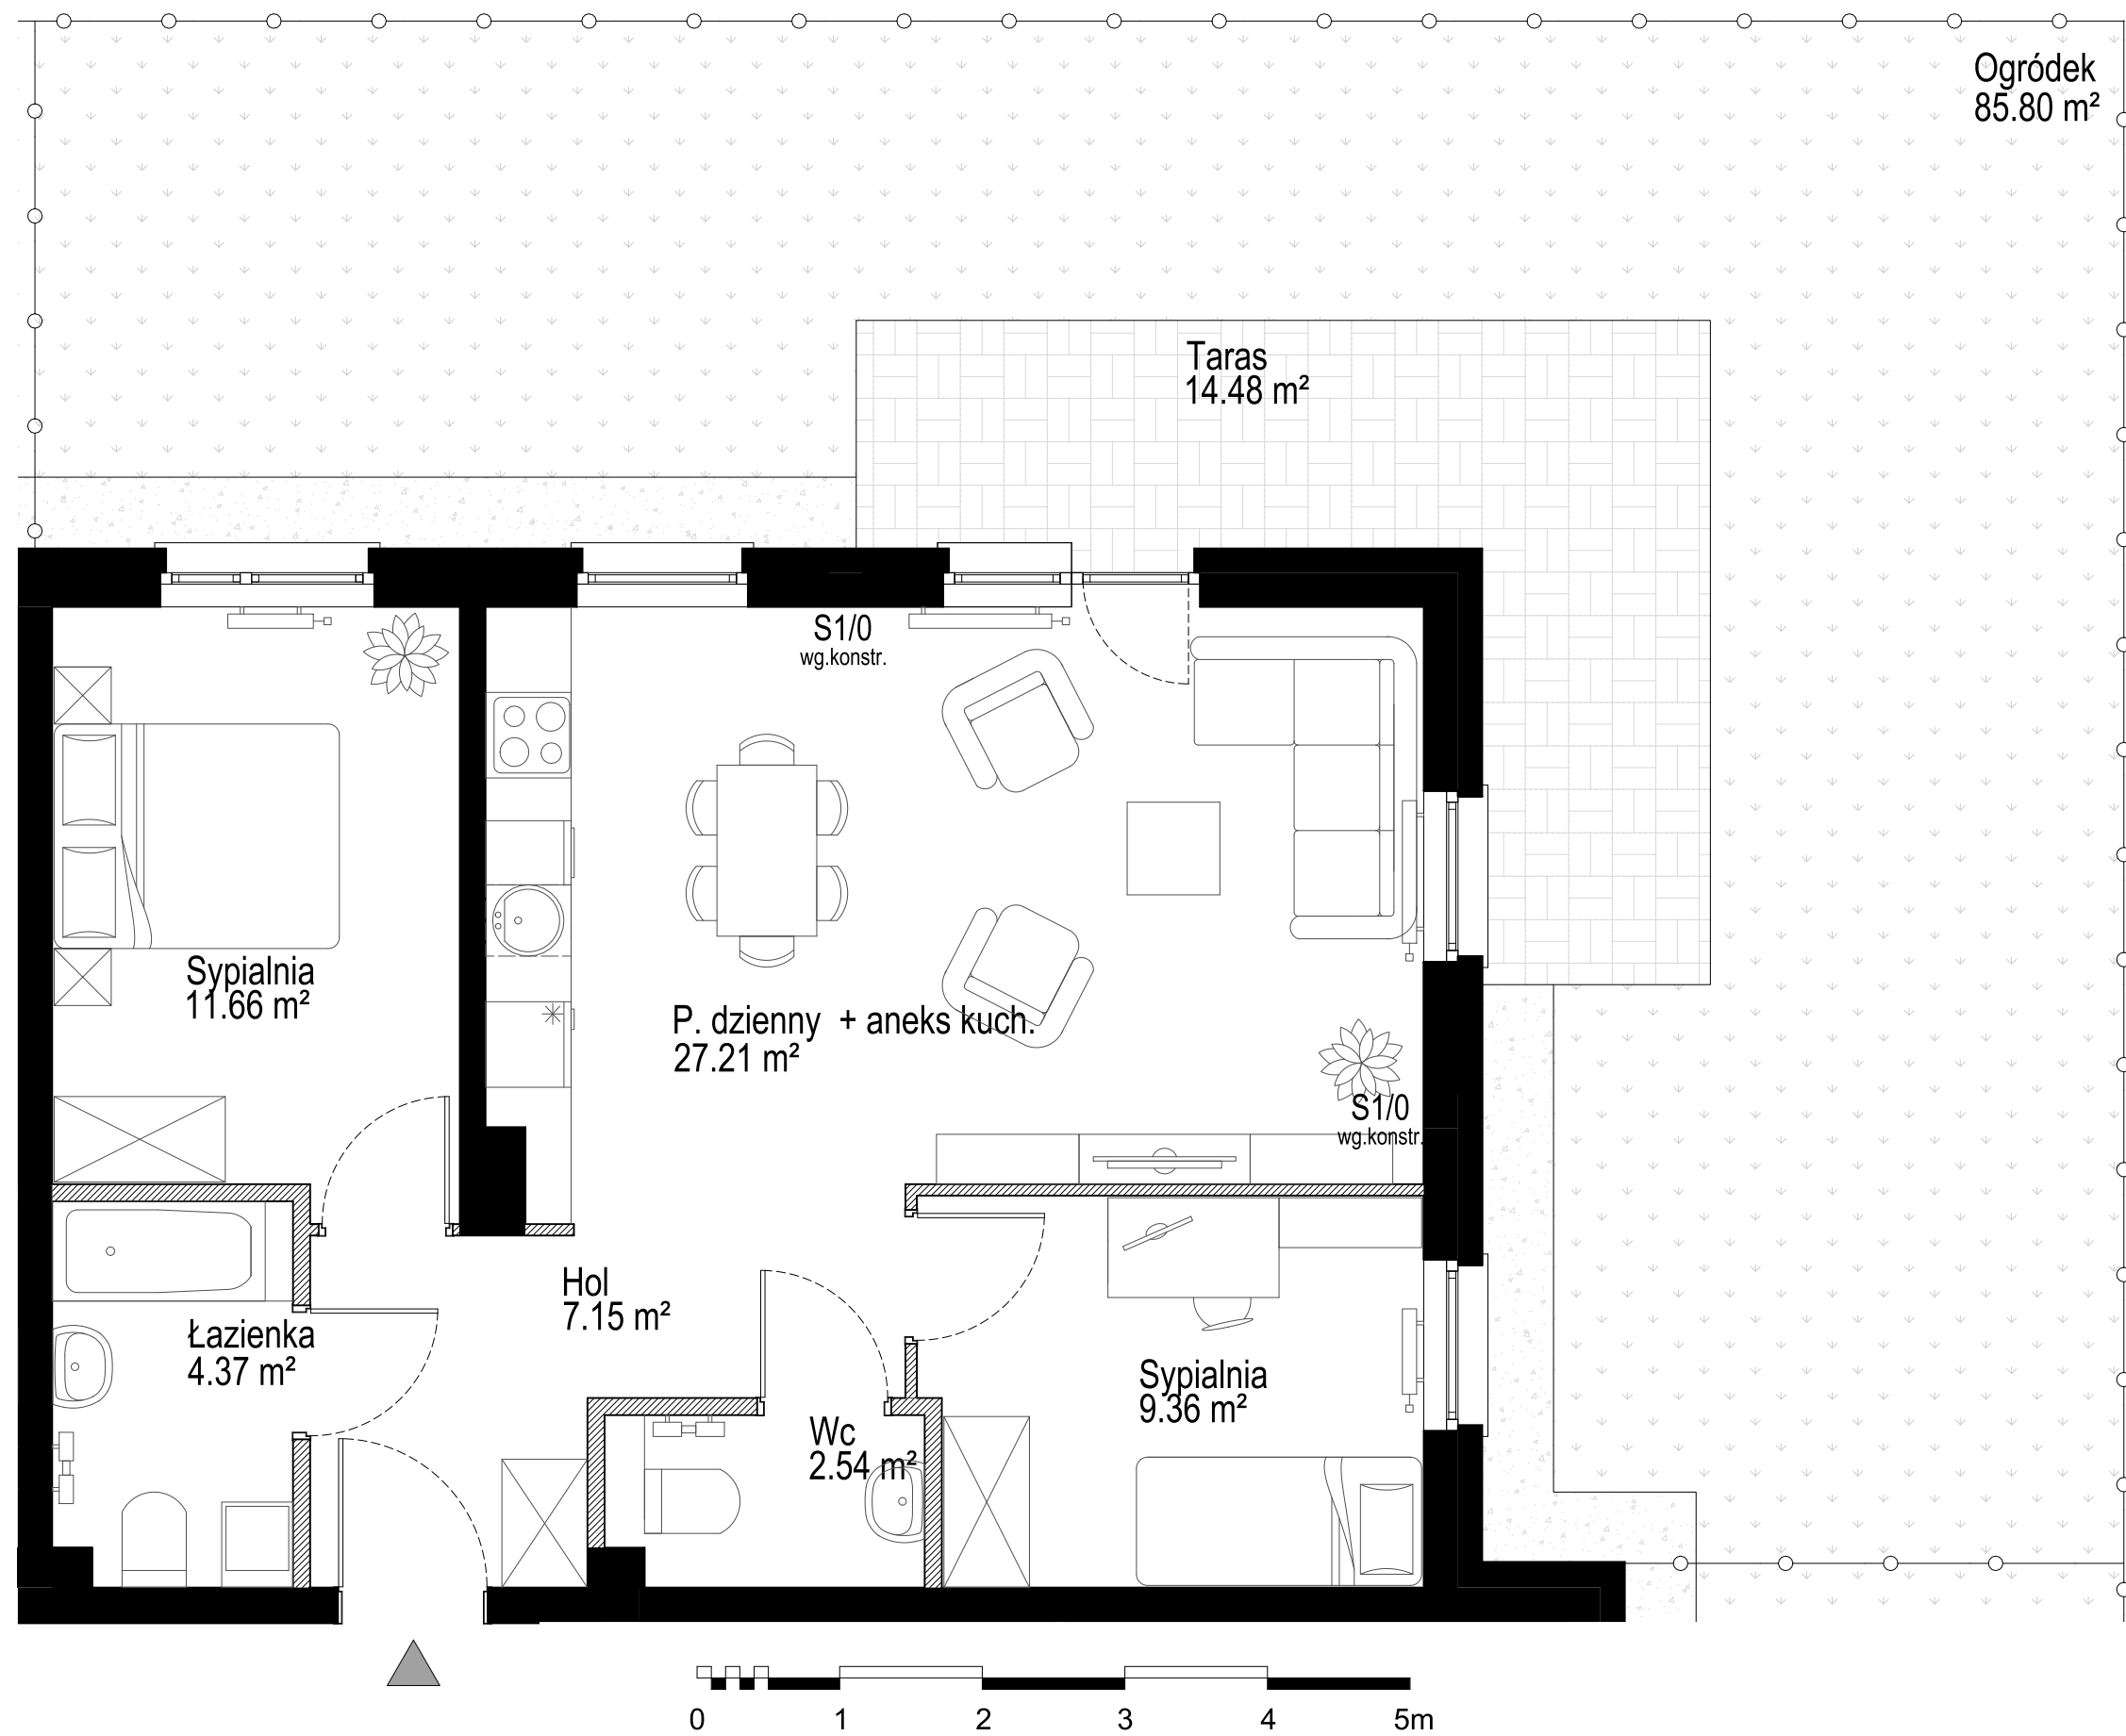 Ogródek
85.80 m²
Taras
14.48 m²
S1/0
wg.konstr.
Sypialnia
11.66 m²
P. dzienny + aneks kuch.
27.21 m²
S1/0
wg.konstr.
Hol
7.15 m²
Łazienka
4.37 m²
Sypialnia
9.36 m²
Wc
2.54 m²
0 1 2 3 4 5m